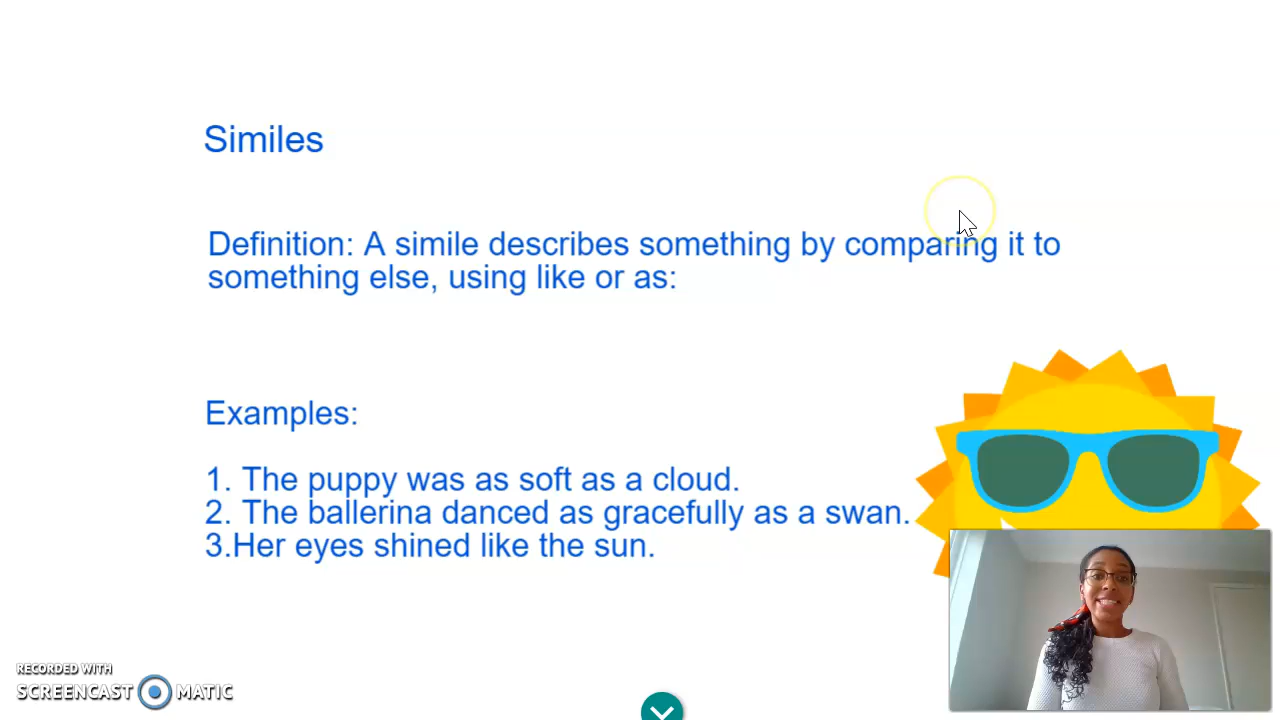 Similes
Definition: A simile describes something by comparing it to
something else, using like or as:
Examples:
1. The puppy was as soft as a cloud.
2. The ballerina danced as gracefully as a swan.
3.Her eyes shined like the sun.
RECORDED WITH
SCREENCAST MATIC